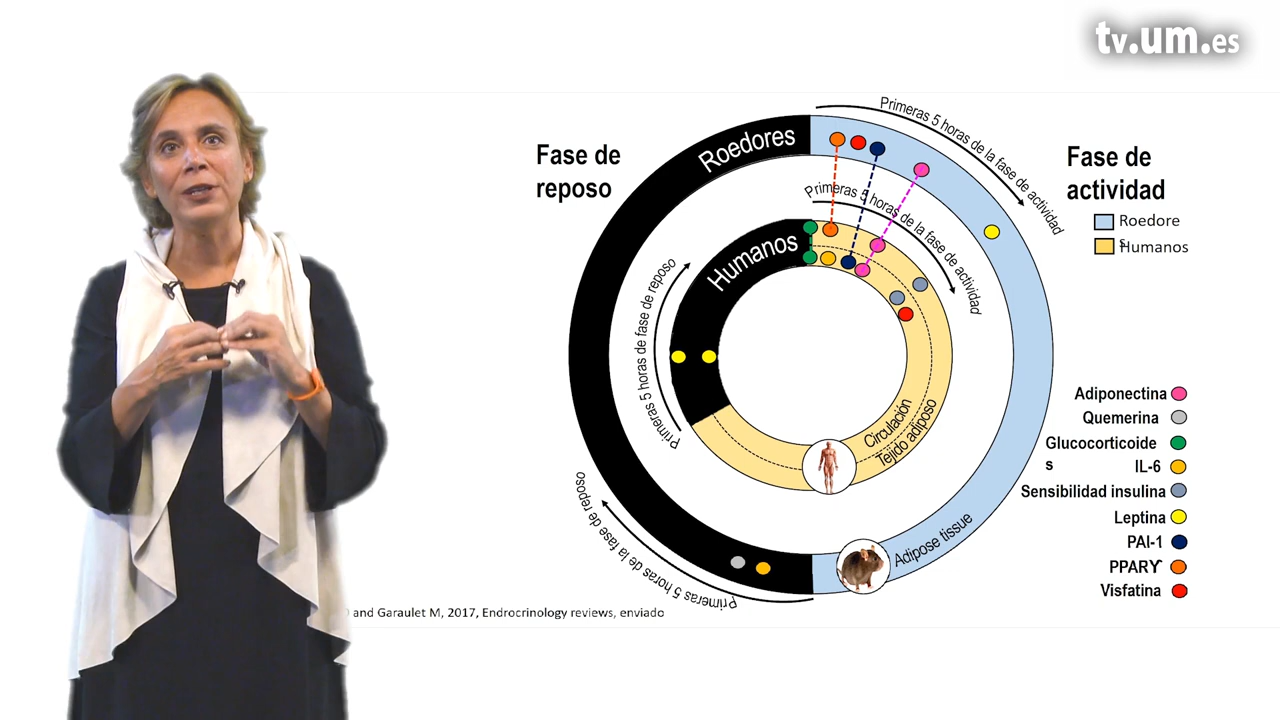 tv.um.es
Fase de
reposo
Roedores
Primeras 5 horas de la fase de actividad
Fase de
actividad
Roedore
s
Humanos
Primeras 5 horas de la fase de actividad
Humanos
Primeras 5 horas de fase de reposo
Circulación
Tejido adiposo
Primeras 5 horas de la fase de reposo
Adipose tissue
Adiponectina
Quemerina
Glucocorticoide
s
IL-6
Sensibilidad insulina
Leptina
PAI-1
PPARϒ
Visfatina
and Garaulet M, 2017, Endrocrinology reviews, enviado